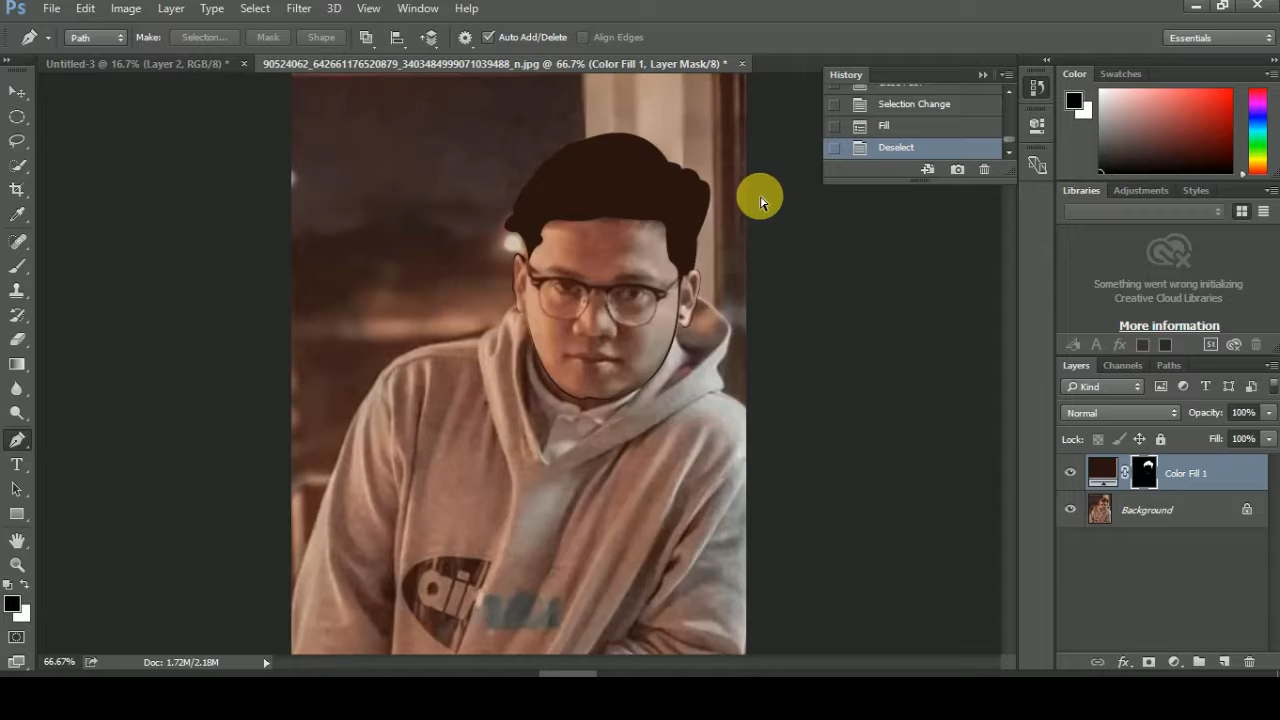 Ps File Edit Image Layer Type Select Filter 3D View Window Help
Path Make: Selection... Mask Shape Auto Add/Delete Align Edges Essentials
Untitled-3 @ 16.7% (Layer 2, RGB/8) * × 90524062_642661176520879_3403484999071039488_n.jpg @ 66.7% (Color Fill 1, Layer Mask/8) * ×
History
Selection Change
Fill
Deselect
Color Swatches
Libraries Adjustments Styles
Something went wrong initializing
Creative Cloud Libraries
More information
St
Layers Channels Paths
Kind
Normal Opacity: 100%
Lock: Fill: 100%
Color Fill 1
Background
air
66.67% Doc: 1.72M/2.18M